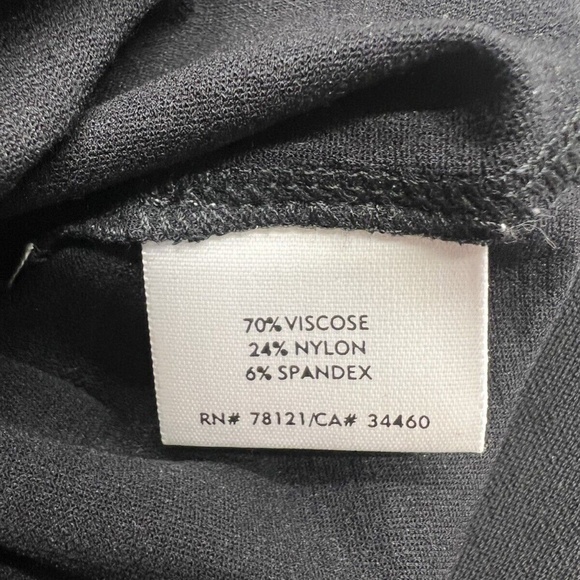 70% VISCOSE
24% NYLON
6% SPANDEX
RN# 78121/CA# 34460